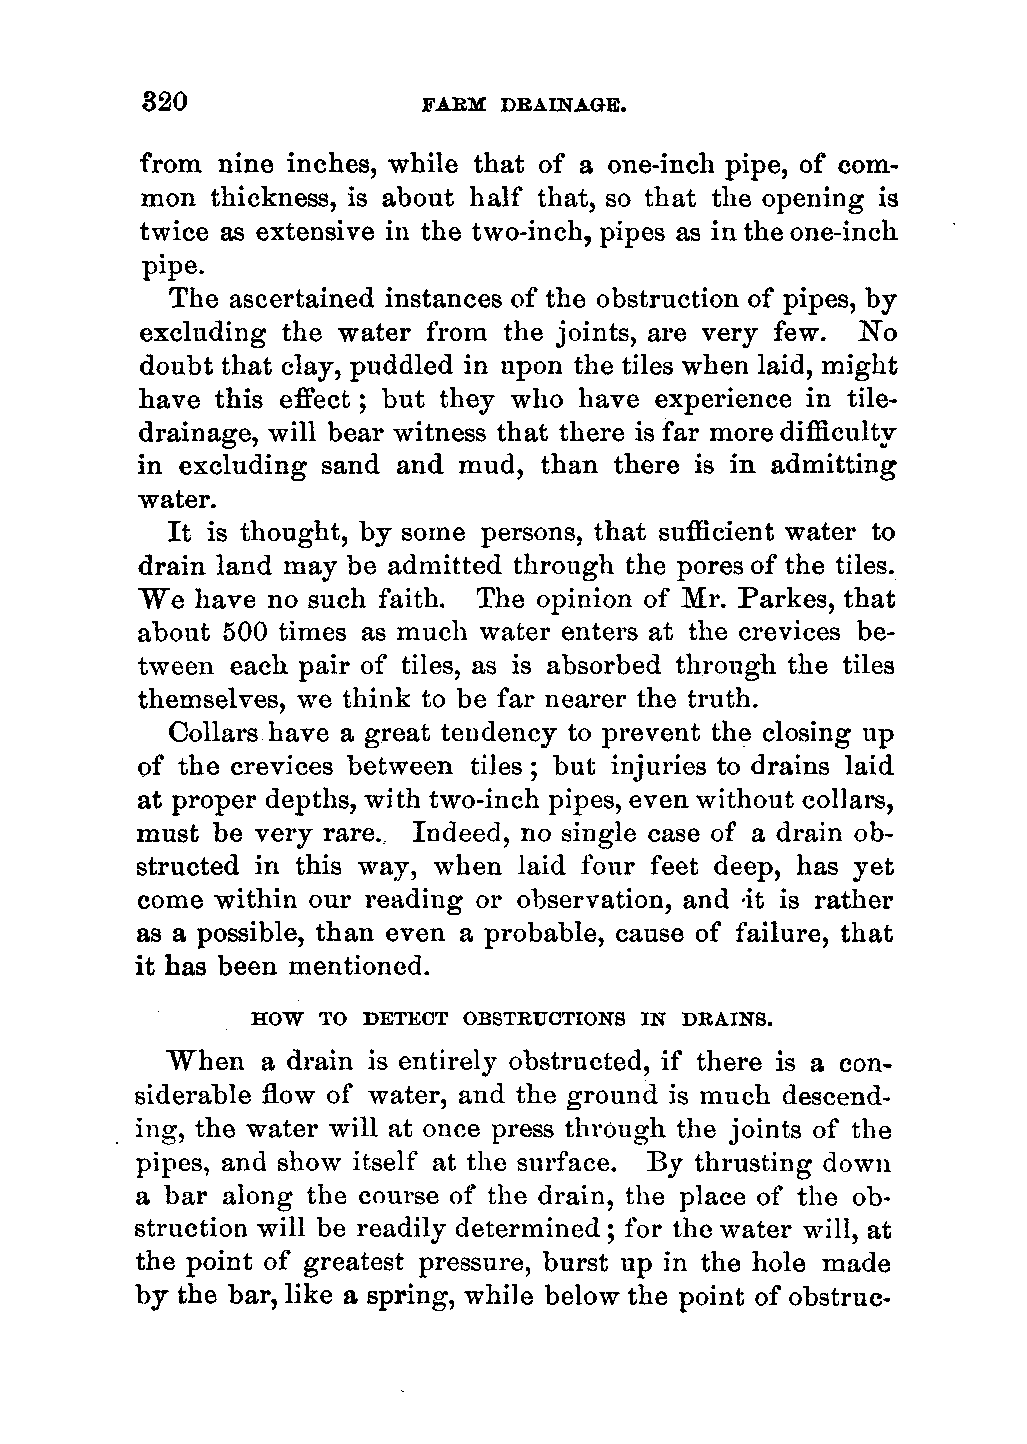 320 FARM DRAINAGE.
from nine inches, while that of a one-inch pipe, of com-
mon thickness, is about half that, so that the opening is
twice as extensive in the two-inch, pipes as in the one-inch
pipe.
The ascertained instances of the obstruction of pipes, by
excluding the water from the joints, are very few. No
doubt that clay, puddled in upon the tiles when laid, might
have this effect ; but they who have experience in tile-
drainage, will bear witness that there is far more difficulty
in excluding sand and mud, than there is in admitting
water.
It is thought, by some persons, that sufficient water to
drain land may be admitted through the pores of the tiles.
We have no such faith. The opinion of Mr. Parkes, that
about 500 times as much water enters at the crevices be-
tween each pair of tiles, as is absorbed through the tiles
themselves, we think to be far nearer the truth.
Collars have a great tendency to prevent the closing up
of the crevices between tiles ; but injuries to drains laid
at proper depths, with two-inch pipes, even without collars,
must be very rare. Indeed, no single case of a drain ob-
structed in this way, when laid four feet deep, has yet
come within our reading or observation, and it is rather
as a possible, than even a probable, cause of failure, that
it has been mentioned.
HOW TO DETECT OBSTRUCTIONS IN DRAINS.
When a drain is entirely obstructed, if there is a con-
siderable flow of water, and the ground is much descend-
ing, the water will at once press through the joints of the
pipes, and show itself at the surface. By thrusting down
a bar along the course of the drain, the place of the ob-
struction will be readily determined ; for the water will, at
the point of greatest pressure, burst up in the hole made
by the bar, like a spring, while below the point of obstruc-